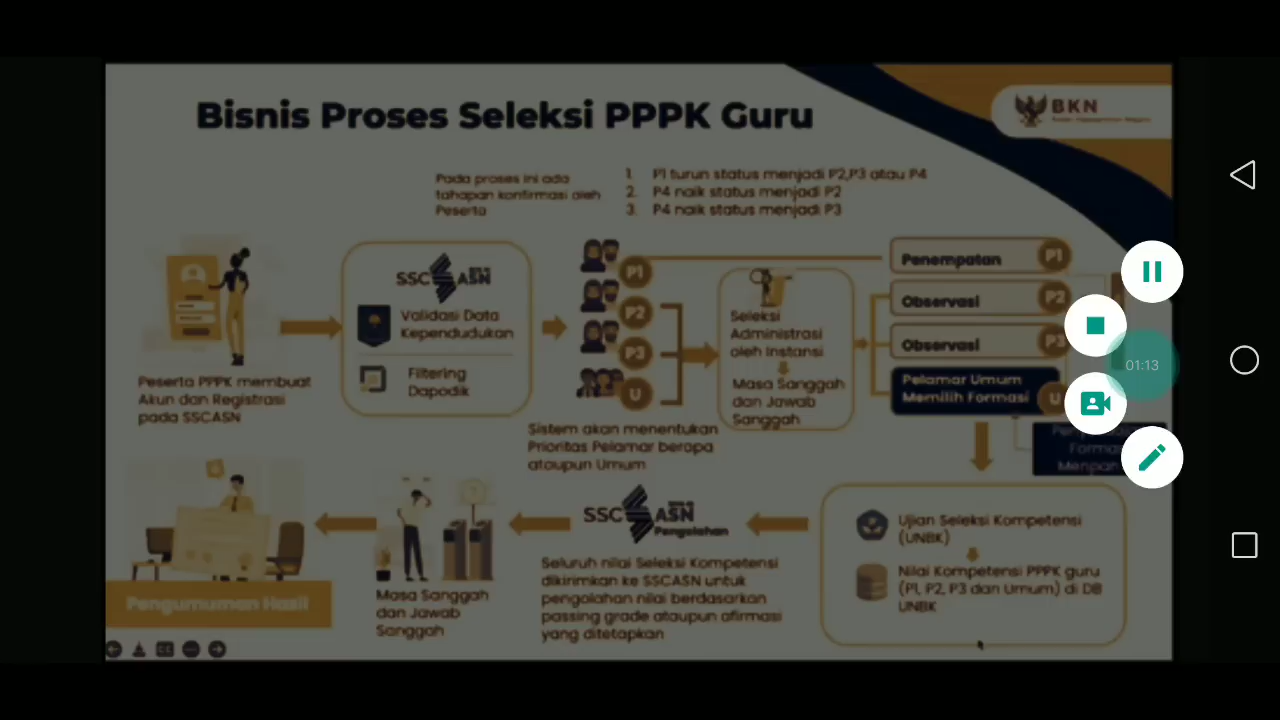 Bisnis Proses Seleksi PPPK Guru
BKN
Pada proses ini ada
tahapan konfirmasi oleh
Peserta
1. P1 turun status menjadi P2,P3 atau P4
2. P4 naik status menjadi P2
3. P4 naik status menjadi P3
SSC ASN
Validasi Data
Kependudukan
Filtering
Dapodik
Peserta PPPK membuat
Akun dan Registrasi
pada SSCASN
P1
P2
P3
U
Sistem akan menentukan
Prioritas Pelamar berapa
ataupun Umum
Seleksi
Administrasi
oleh Instansi
Masa Sanggah
dan Jawab
Sanggah
Penempatan P1
Observasi P2
Observasi P3
Pelamar Umum
Memilih Formasi U
01:13
Ujian Seleksi Kompetensi
(UNBK)
Nilai Kompetensi PPPK guru
(P1, P2, P3 dan Umum) di DB
UNBK
SSC ASN
Pengolahan
Seluruh nilai Seleksi Kompetensi
dikirimkan ke SSCASN untuk
pengolahan nilai berdasarkan
passing grade ataupun afirmasi
yang ditetapkan
Masa Sanggah
dan Jawab
Sanggah
Pengumuman Hasil